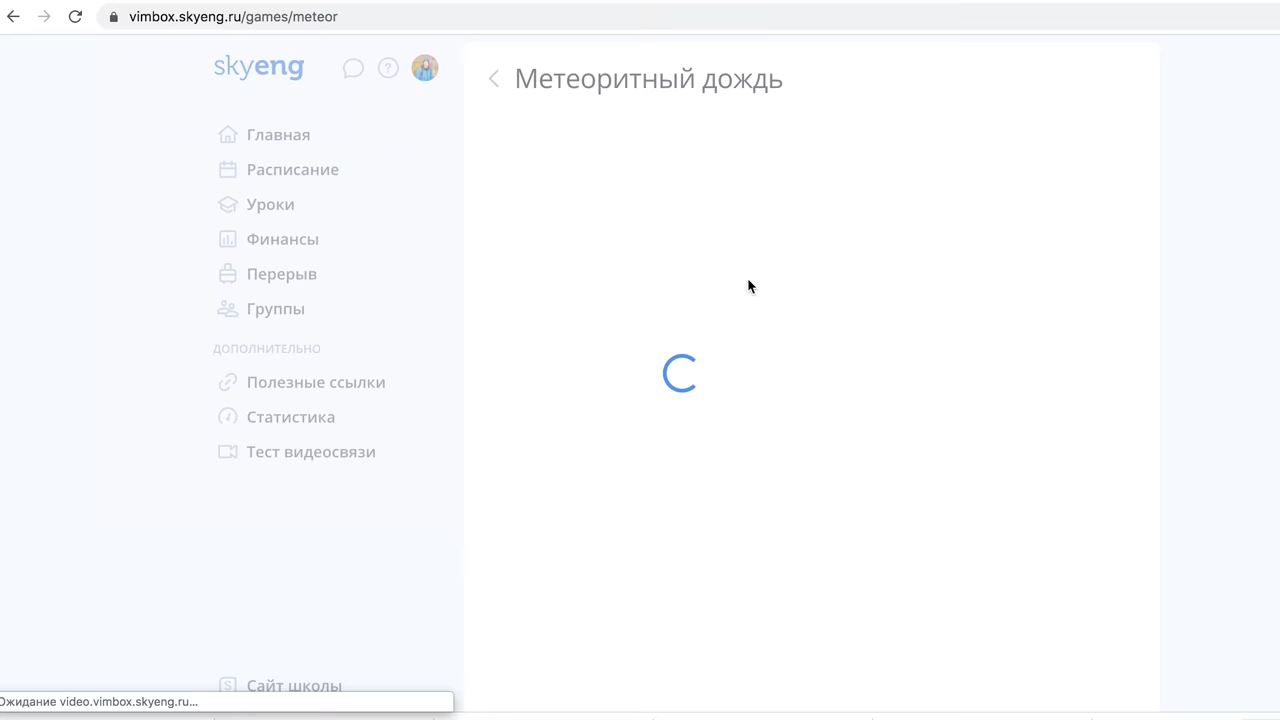 vimbox.skyeng.ru/games/meteor
skyeng
Метеоритный дождь
Главная
Расписание
Уроки
Финансы
Перерыв
Группы
ДОПОЛНИТЕЛЬНО
Полезные ссылки
Статистика
Тест видеосвязи
Сайт школы
Ожидание video.vimbox.skyeng.ru...